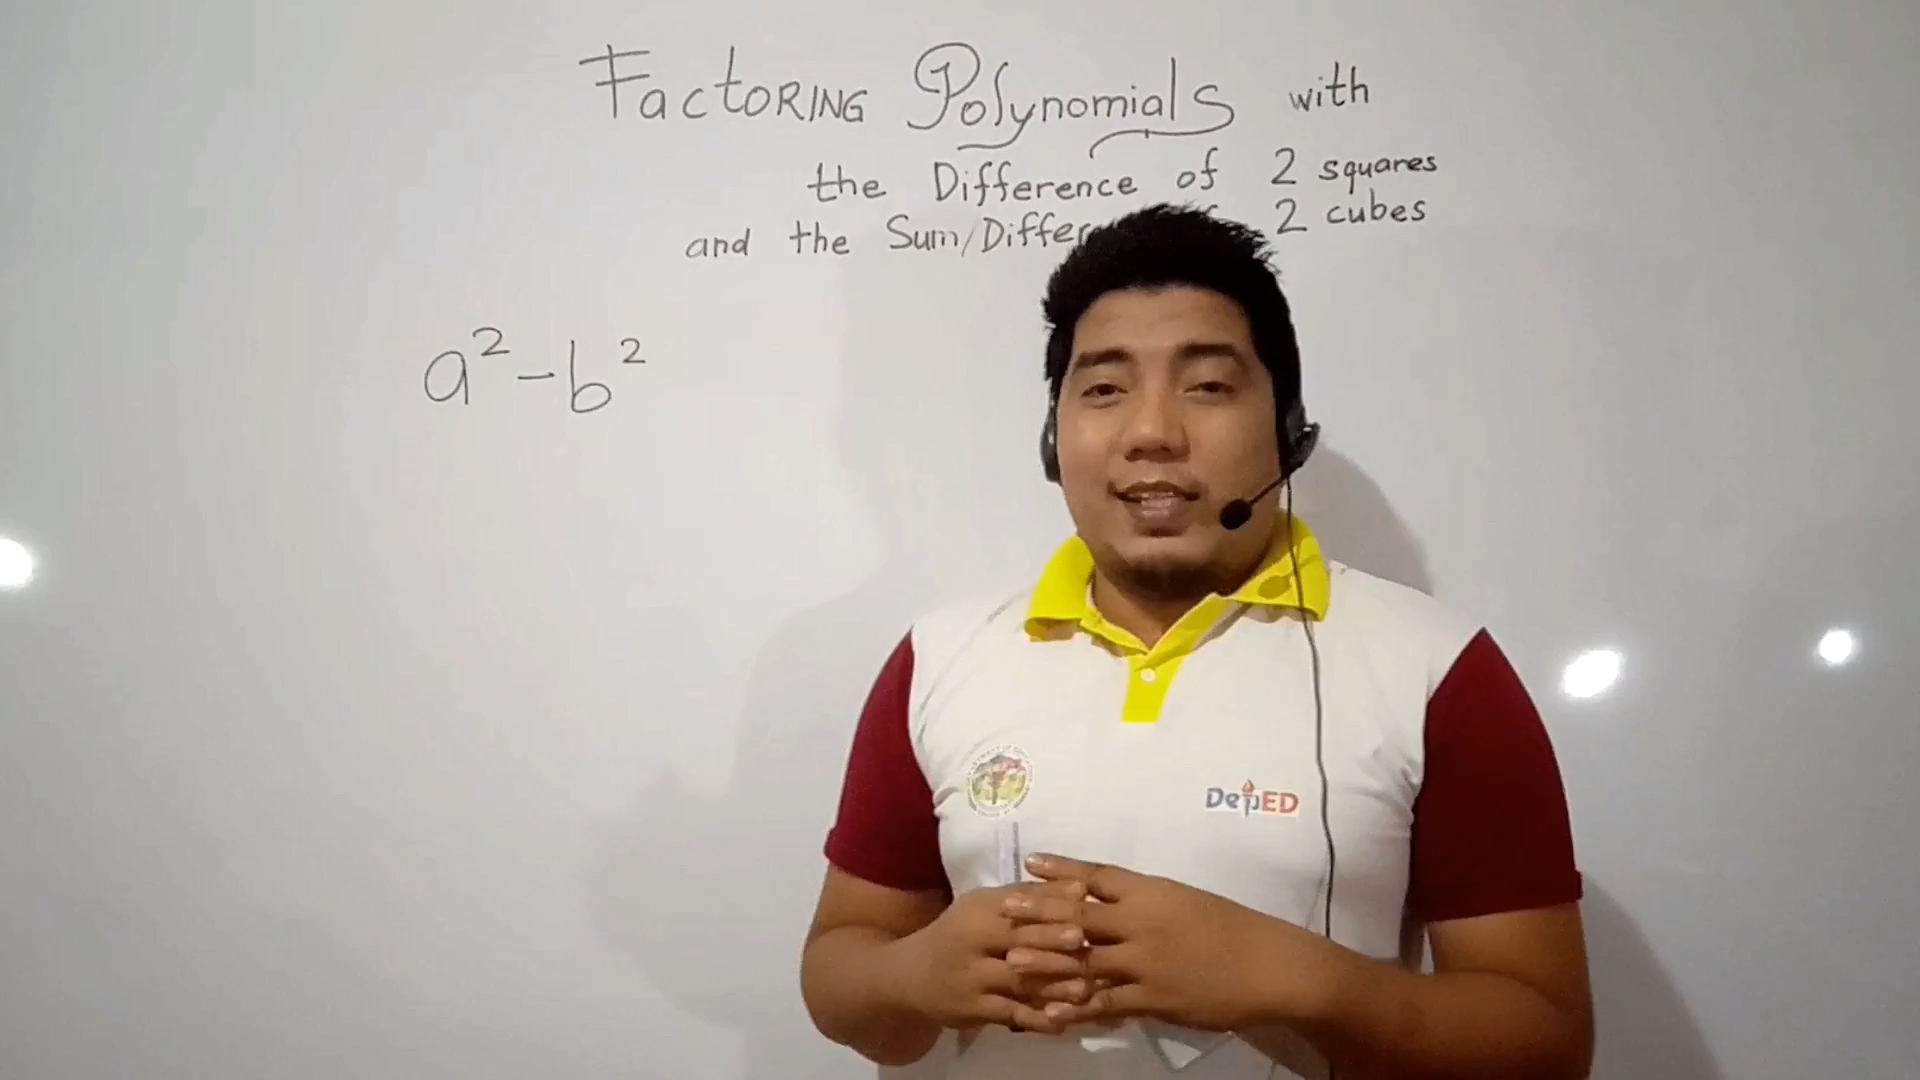 Factoring Polynomials with
the Difference of 2 squares
and the Sum/Differ 2 cubes
a² - b²
DepED